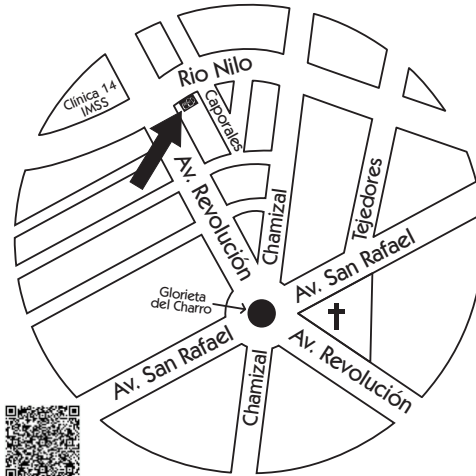 Rio Nilo
Clínica 14
IMSS
Caporales
Av. Revolución
Chamizal
Tejedores
Av. San Rafael
Glorieta
del Charro
Av. San Rafael
Chamizal
Av. Revolución